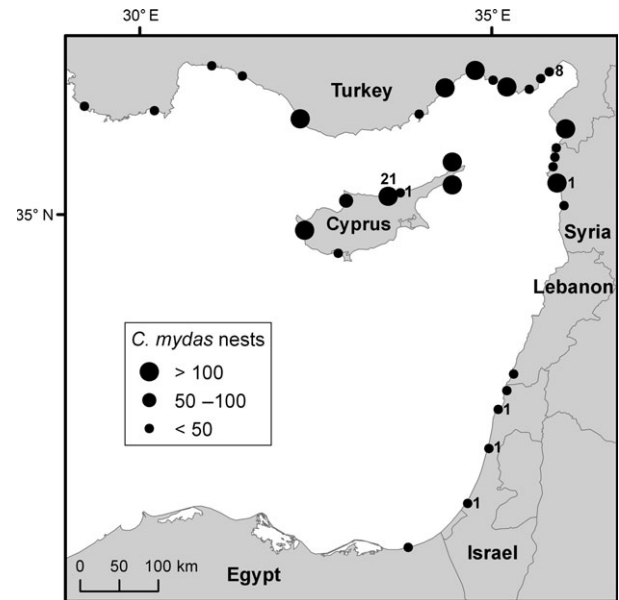 30° E 35° E
8
Turkey
21
1
1
35° N
Cyprus
Syria
Lebanon
C. mydas nests
> 100
50 –100
< 50
1
1
1
0 50 100 km
Israel
Egypt